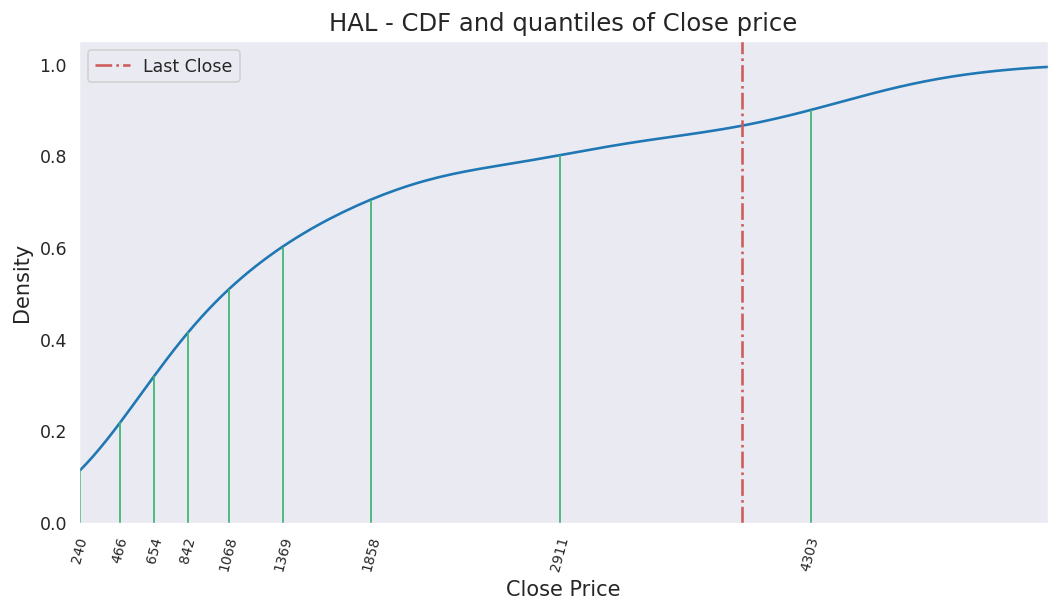 HAL - CDF and quantiles of Close price
Last Close
Density
1.0
0.8
0.6
0.4
0.2
0.0
240 466 654 842 1068 1369 1858 2911 4303
Close Price